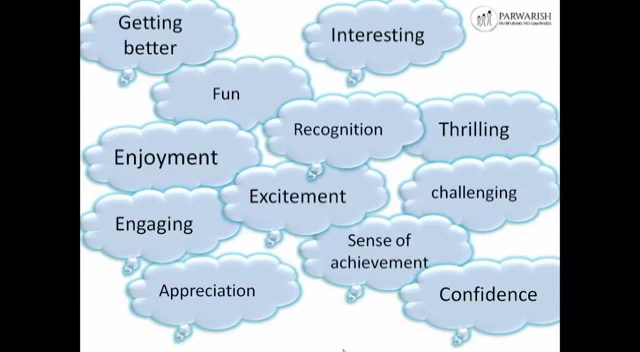 Getting
better
Interesting
PARWARISH
Fun
Recognition
Thrilling
Enjoyment
Excitement
challenging
Engaging
Sense of
achievement
Appreciation
Confidence